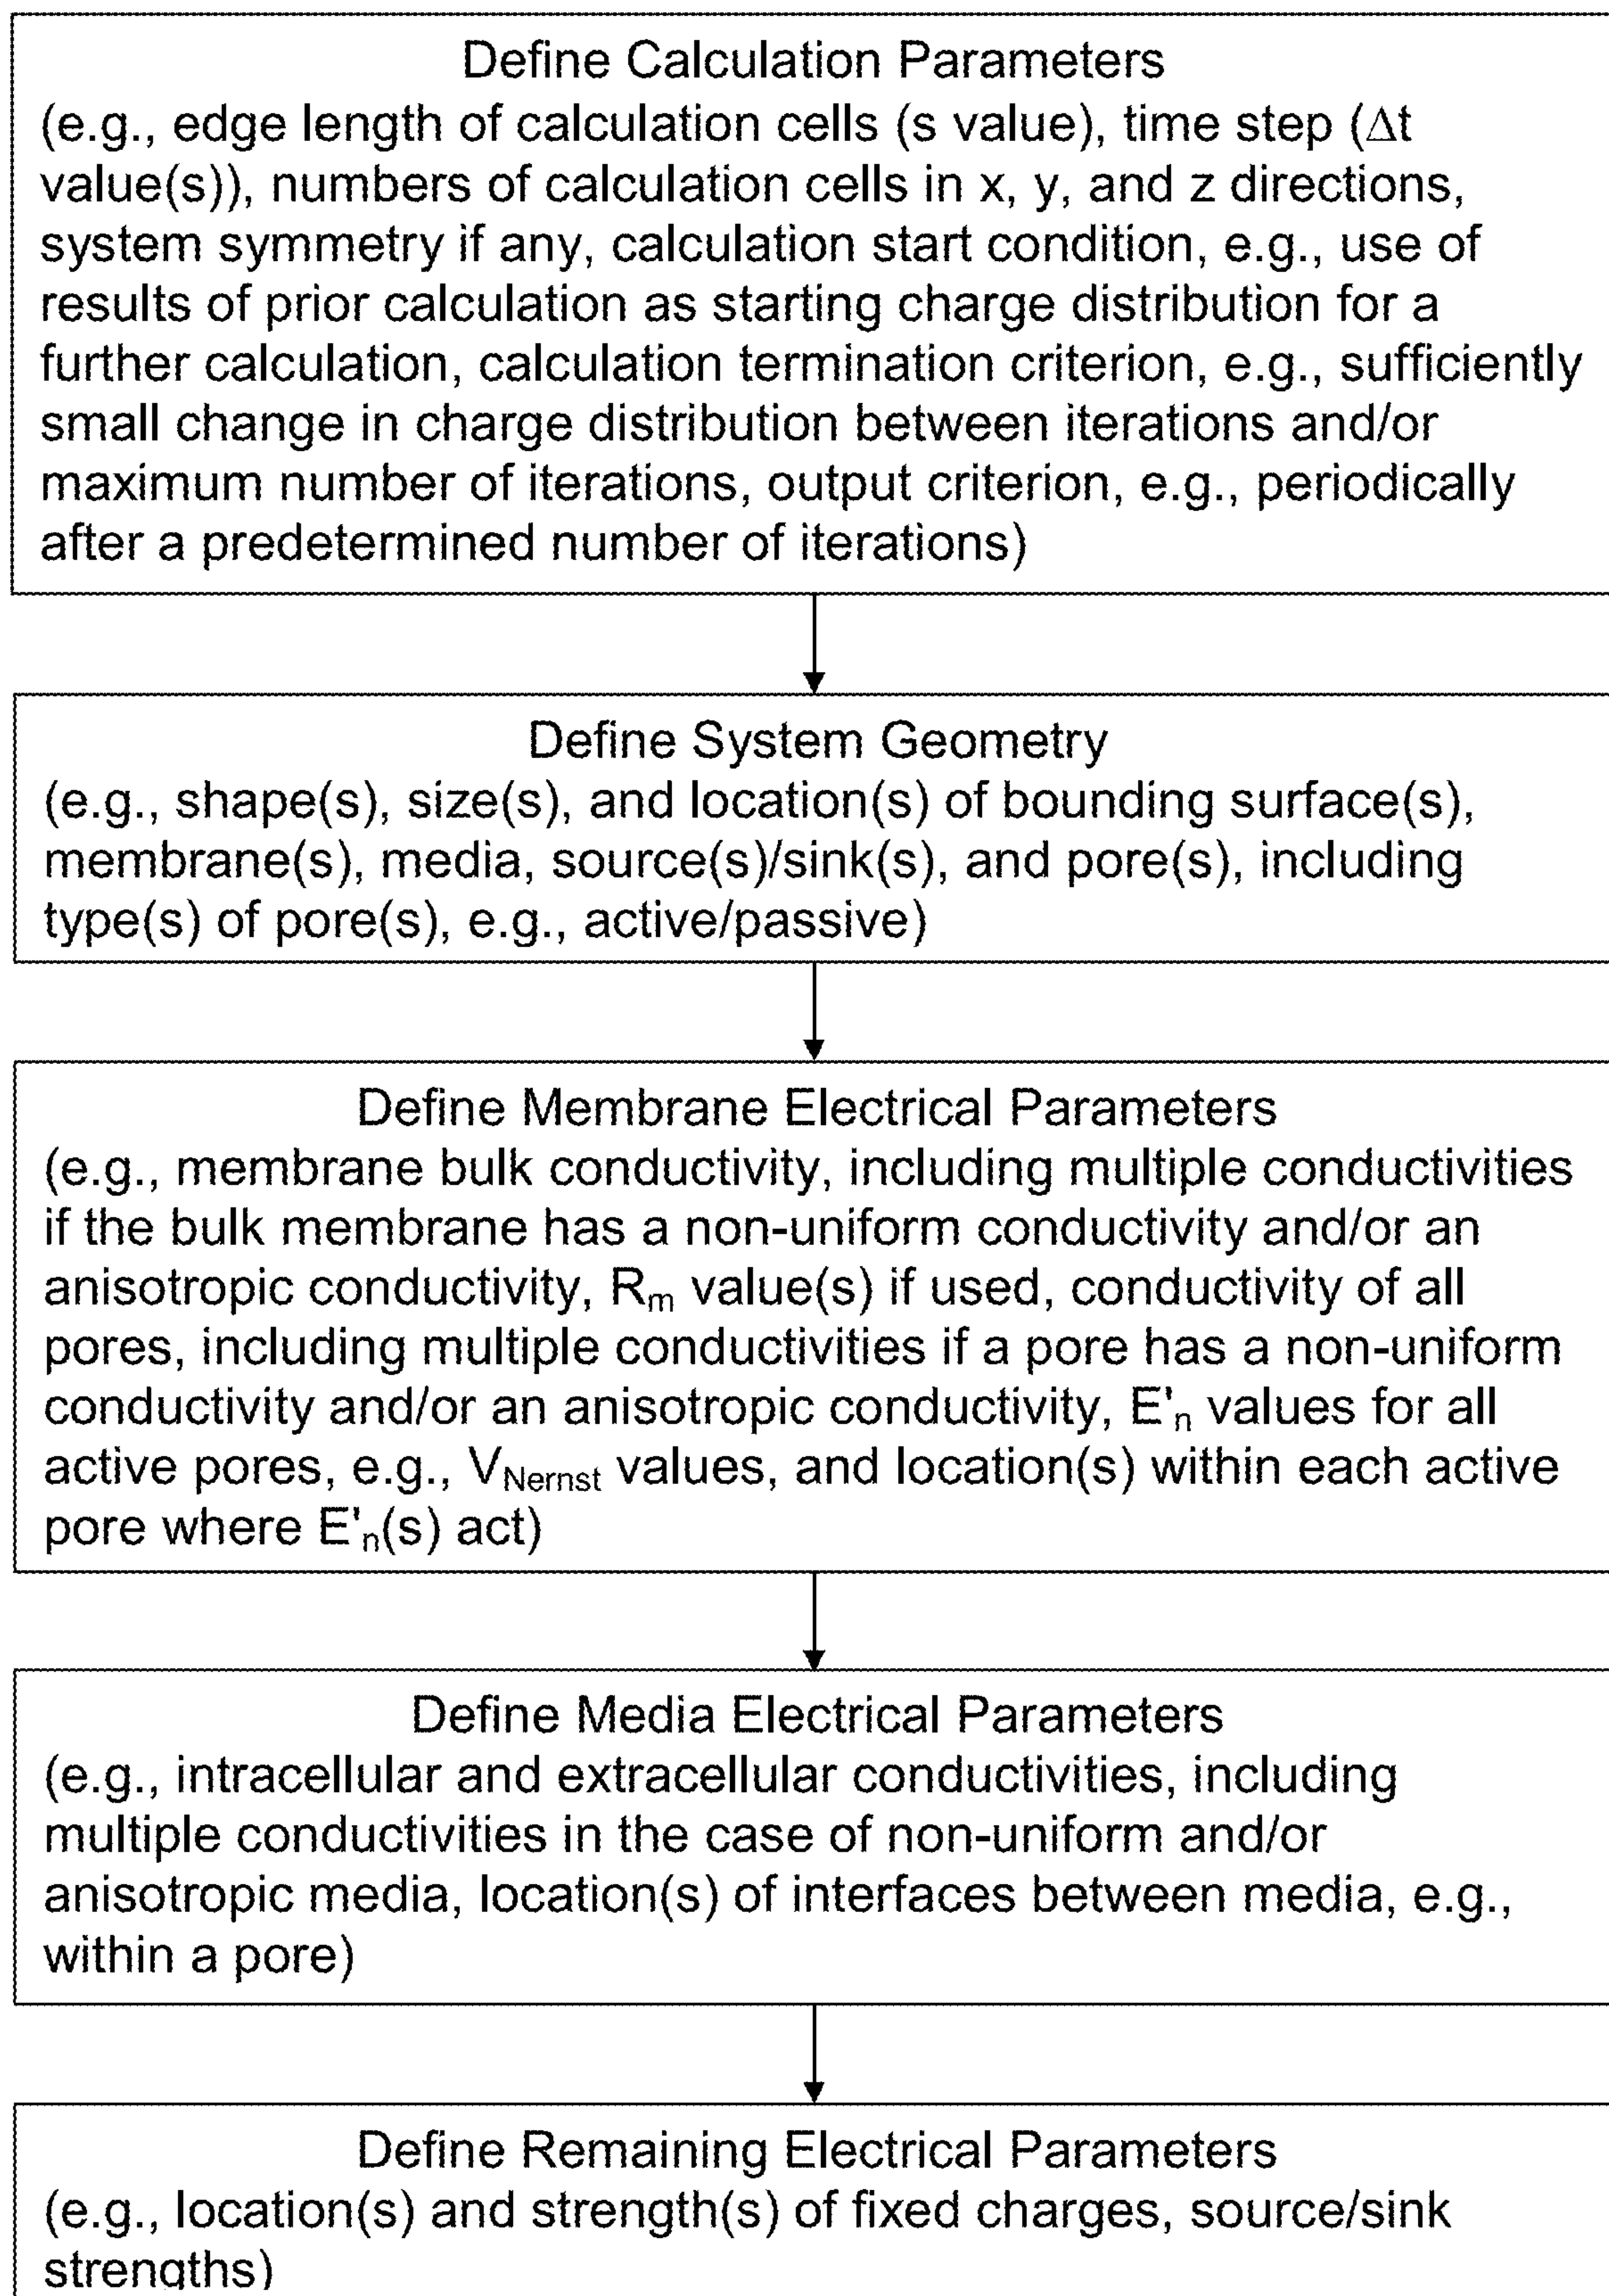 Define Calculation Parameters
(e.g., edge length of calculation cells (s value), time step (Δt
value(s)), numbers of calculation cells in x, y, and z directions,
system symmetry if any, calculation start condition, e.g., use of
results of prior calculation as starting charge distribution for a
further calculation, calculation termination criterion, e.g., sufficiently
small change in charge distribution between iterations and/or
maximum number of iterations, output criterion, e.g., periodically
after a predetermined number of iterations)
Define System Geometry
(e.g., shape(s), size(s), and location(s) of bounding surface(s),
membrane(s), media, source(s)/sink(s), and pore(s), including
type(s) of pore(s), e.g., active/passive)
Define Membrane Electrical Parameters
(e.g., membrane bulk conductivity, including multiple conductivities
if the bulk membrane has a non-uniform conductivity and/or an
anisotropic conductivity, Rm value(s) if used, conductivity of all
pores, including multiple conductivities if a pore has a non-uniform
conductivity and/or an anisotropic conductivity, E'n values for all
active pores, e.g., VNernst values, and location(s) within each active
pore where E'n(s) act)
Define Media Electrical Parameters
(e.g., intracellular and extracellular conductivities, including
multiple conductivities in the case of non-uniform and/or
anisotropic media, location(s) of interfaces between media, e.g.,
within a pore)
Define Remaining Electrical Parameters
(e.g., location(s) and strength(s) of fixed charges, source/sink
strengths)